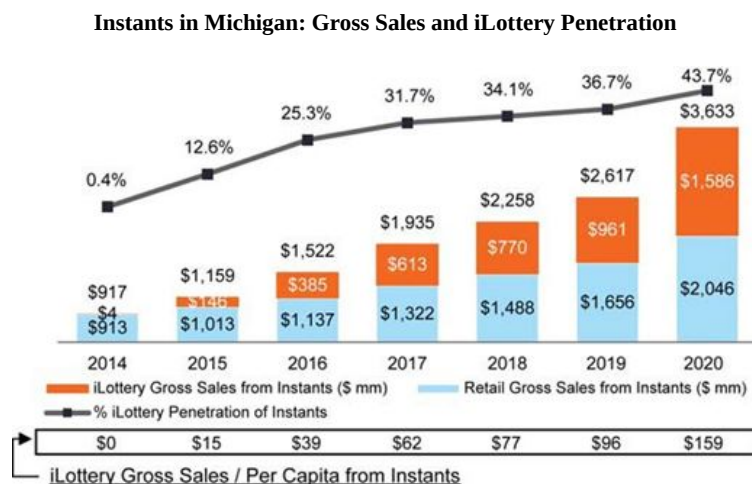 Instants in Michigan: Gross Sales and iLottery Penetration
0.4% 12.6% 25.3% 31.7% 34.1% 36.7% 43.7%
$917 $1,159 $1,522 $1,935 $2,258 $2,617 $3,633
$4 $146 $385 $613 $770 $961 $1,586
$913 $1,013 $1,137 $1,322 $1,488 $1,656 $2,046
2014 2015 2016 2017 2018 2019 2020
iLottery Gross Sales from Instants ($ mm) Retail Gross Sales from Instants ($ mm)
% iLottery Penetration of Instants
$0 $15 $39 $62 $77 $96 $159
iLottery Gross Sales / Per Capita from Instants